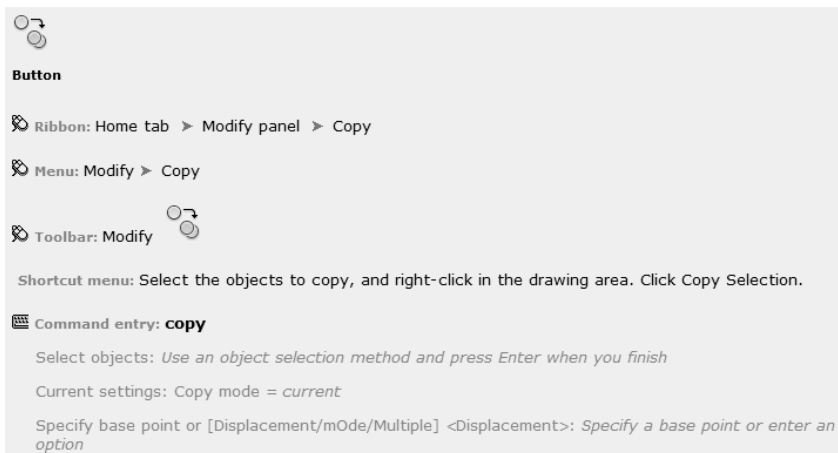 Button
Ribbon: Home tab ➤ Modify panel ➤ Copy
Menu: Modify ➤ Copy
Toolbar: Modify
Shortcut menu: Select the objects to copy, and right-click in the drawing area. Click Copy Selection.
Command entry: copy
Select objects: Use an object selection method and press Enter when you finish
Current settings: Copy mode = current
Specify base point or [Displacement/mOde/Multiple] <Displacement>: Specify a base point or enter an
option